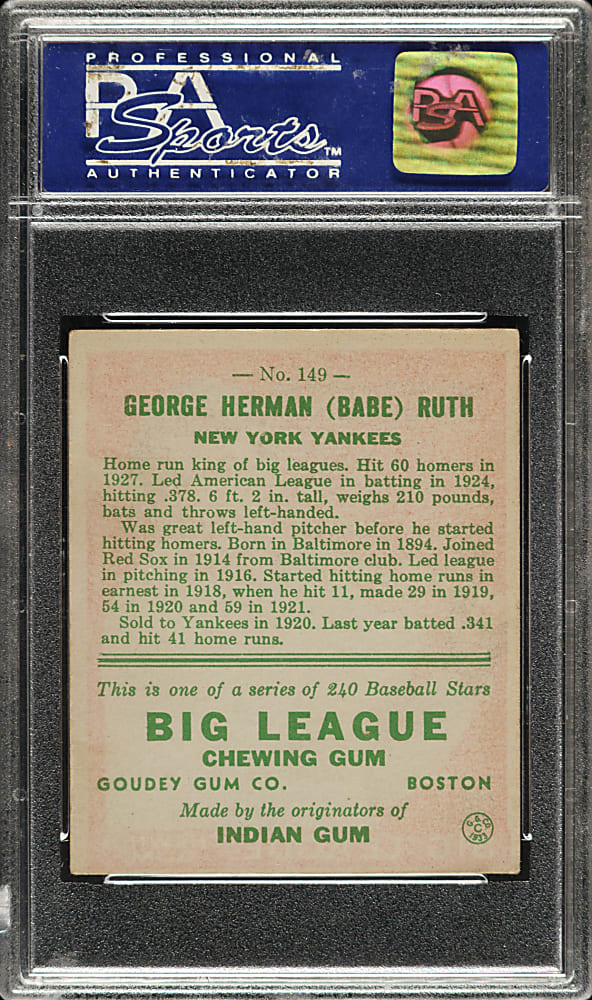 PROFESSIONAL
PSA
Sports™
AUTHENTICATOR
PSA
— No. 149 —
GEORGE HERMAN (BABE) RUTH
NEW YORK YANKEES
Home run king of big leagues. Hit 60 homers in
1927. Led American League in batting in 1924,
hitting .378. 6 ft. 2 in. tall, weighs 210 pounds,
bats and throws left-handed.
Was great left-hand pitcher before he started
hitting homers. Born in Baltimore in 1894. Joined
Red Sox in 1914 from Baltimore club. Led league
in pitching in 1916. Started hitting home runs in
earnest in 1918, when he hit 11, made 29 in 1919,
54 in 1920 and 59 in 1921.
Sold to Yankees in 1920. Last year batted .341
and hit 41 home runs.
This is one of a series of 240 Baseball Stars
BIG LEAGUE
CHEWING GUM
GOUDEY GUM CO. BOSTON
Made by the originators of
INDIAN GUM
G. G. CO.
C
1933